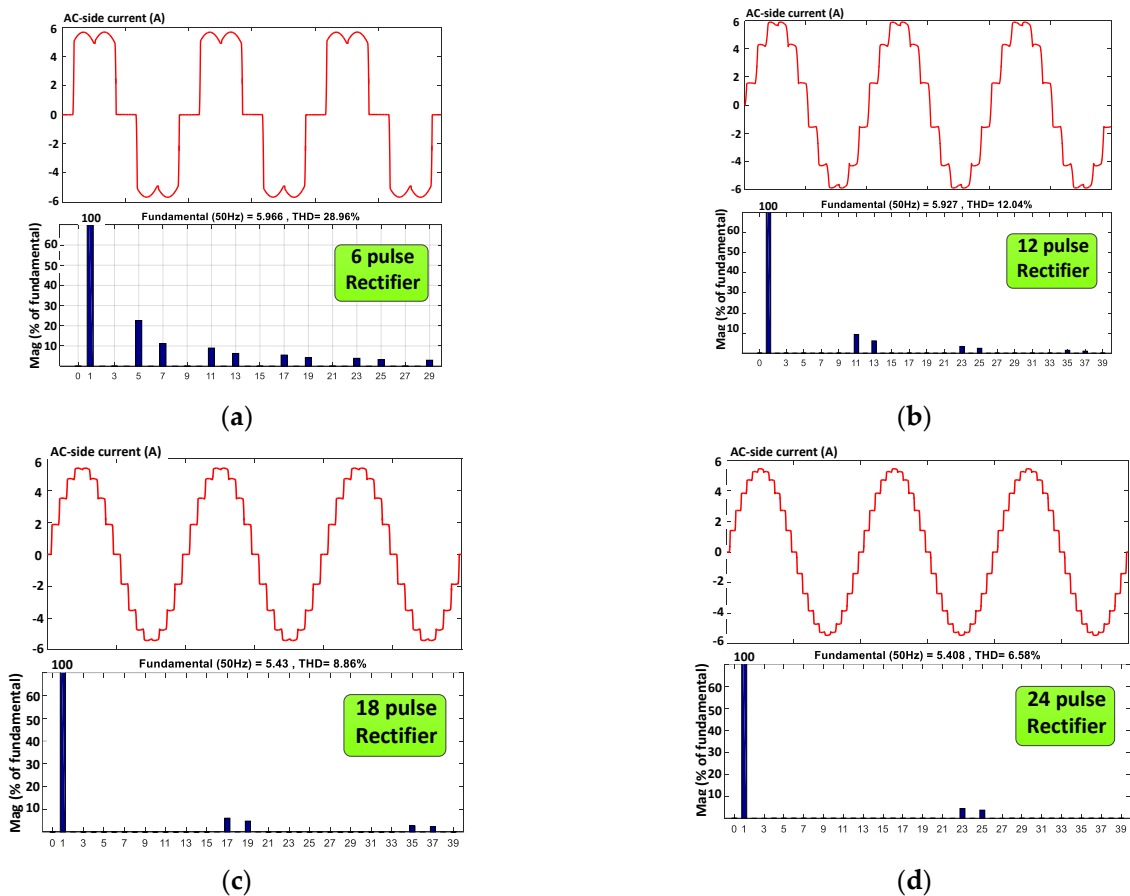 AC-side current (A)
6
4
2
0
-2
-4
-6
100
Fundamental (50Hz) = 5.966 , THD= 28.96%
Mag (% of fundamental)
60
50
40
30
20
10
6 pulse
Rectifier
0 1 3 5 7 9 11 13 15 17 19 21 23 25 27 29
(a)
AC-side current (A)
6
4
2
0
-2
-4
-6
100
Fundamental (50Hz) = 5.927 , THD= 12.04%
Mag (% of fundamental)
60
50
40
30
20
10
12 pulse
Rectifier
0 1 3 5 7 9 11 13 15 17 19 21 23 25 27 29 31 33 35 37 39
(b)
AC-side current (A)
6
4
2
0
-2
-4
-6
100
Fundamental (50Hz) = 5.43 , THD= 8.86%
Mag (% of fundamental)
70
60
50
40
30
20
10
18 pulse
Rectifier
0 1 3 5 7 9 11 13 15 17 19 21 23 25 27 29 31 33 35 37 39
(c)
AC-side current (A)
6
4
2
0
-2
-4
-6
100
Fundamental (50Hz) = 5.408 , THD= 6.58%
Mag (% of fundamental)
60
50
40
30
20
10
24 pulse
Rectifier
0 1 3 5 7 9 11 13 15 17 19 21 23 25 27 29 31 33 35 37 39
(d)